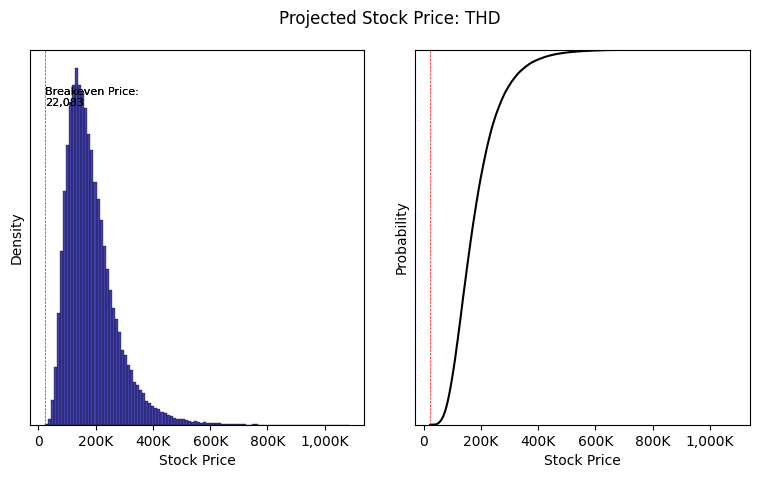 Projected Stock Price: THD
Breakeven Price:
22,083
Density
0
200K
400K
600K
800K
1,000K
Stock Price
Probability
0
200K
400K
600K
800K
1,000K
Stock Price